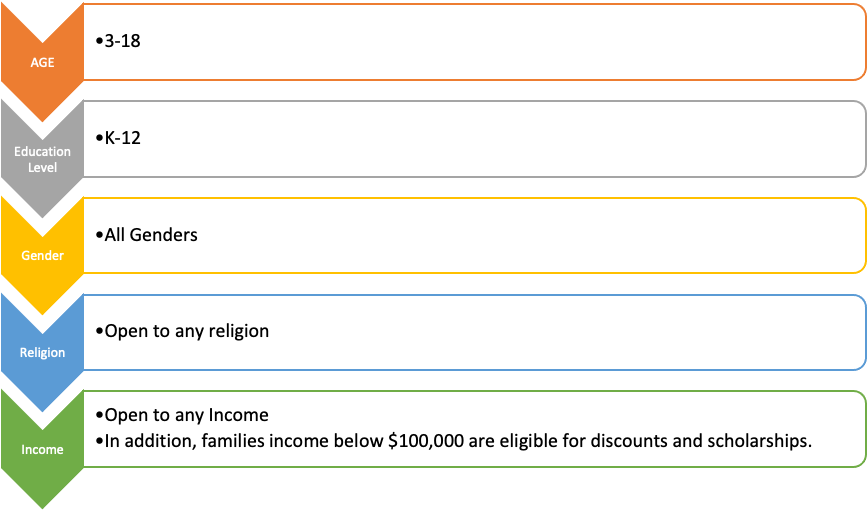 AGE
•3-18
Education
Level
•K-12
Gender
•All Genders
Religion
•Open to any religion
Income
•Open to any Income
•In addition, families income below $100,000 are eligible for discounts and scholarships.